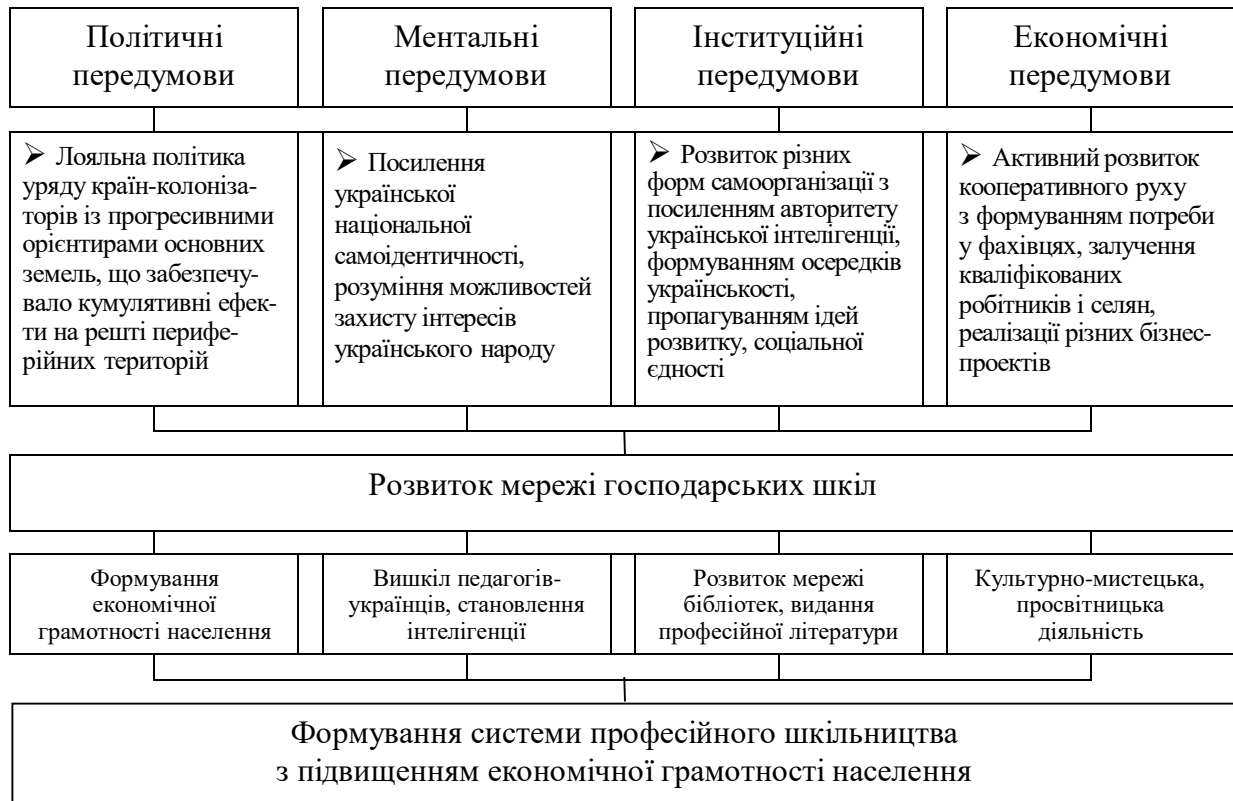 Політичні
передумови
Ментальні
передумови
Інституційні
передумови
Економічні
передумови
➢ Лояльна політика
уряду країн-колоніза-
торів із прогресивними
орієнтирами основних
земель, що забезпечу-
вало кумулятивні ефек-
ти на решті перифе-
рійних територій
➢ Посилення
української
національної
самоідентичності,
розуміння можливостей
захисту інтересів
українського народу
➢ Розвиток різних
форм самоорганізації з
посиленням авторитету
української інтелігенції,
формуванням осередків
українськості,
пропагуванням ідей
розвитку, соціальної
єдності
➢ Активний розвиток
кооперативного руху
з формуванням потреби
у фахівцях, залучення
кваліфікованих
робітників і селян,
реалізації різних бізнес-
проектів
Розвиток мережі господарських шкіл
Формування
економічної
грамотності населення
Вишкіл педагогів-
українців, становлення
інтелігенції
Розвиток мережі
бібліотек, видання
професійної літератури
Культурно-мистецька,
просвітницька
діяльність
Формування системи професійного шкільництва
з підвищенням економічної грамотності населення